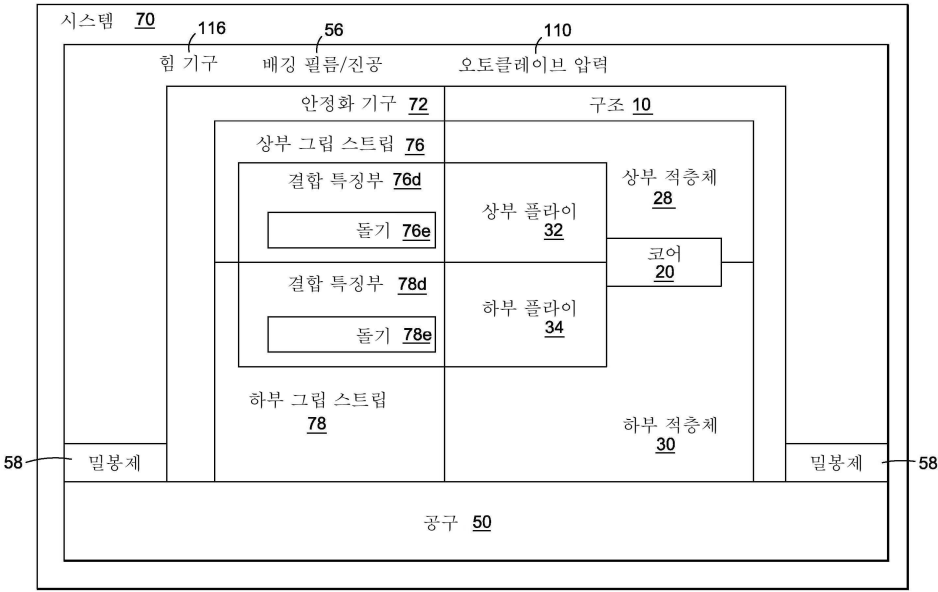 시스템 70
116
56
110
힘 기구
배깅 필름/진공
오토클레이브 압력
안정화 기구 72
구조 10
상부 그립 스트립 76
결합 특징부 76d
상부 적층체
28
상부 플라이
32
돌기 76e
코어
20
결합 특징부 78d
하부 플라이
34
돌기 78e
하부 그립 스트립
78
하부 적층체
30
58
밀봉제
밀봉제
58
공구 50